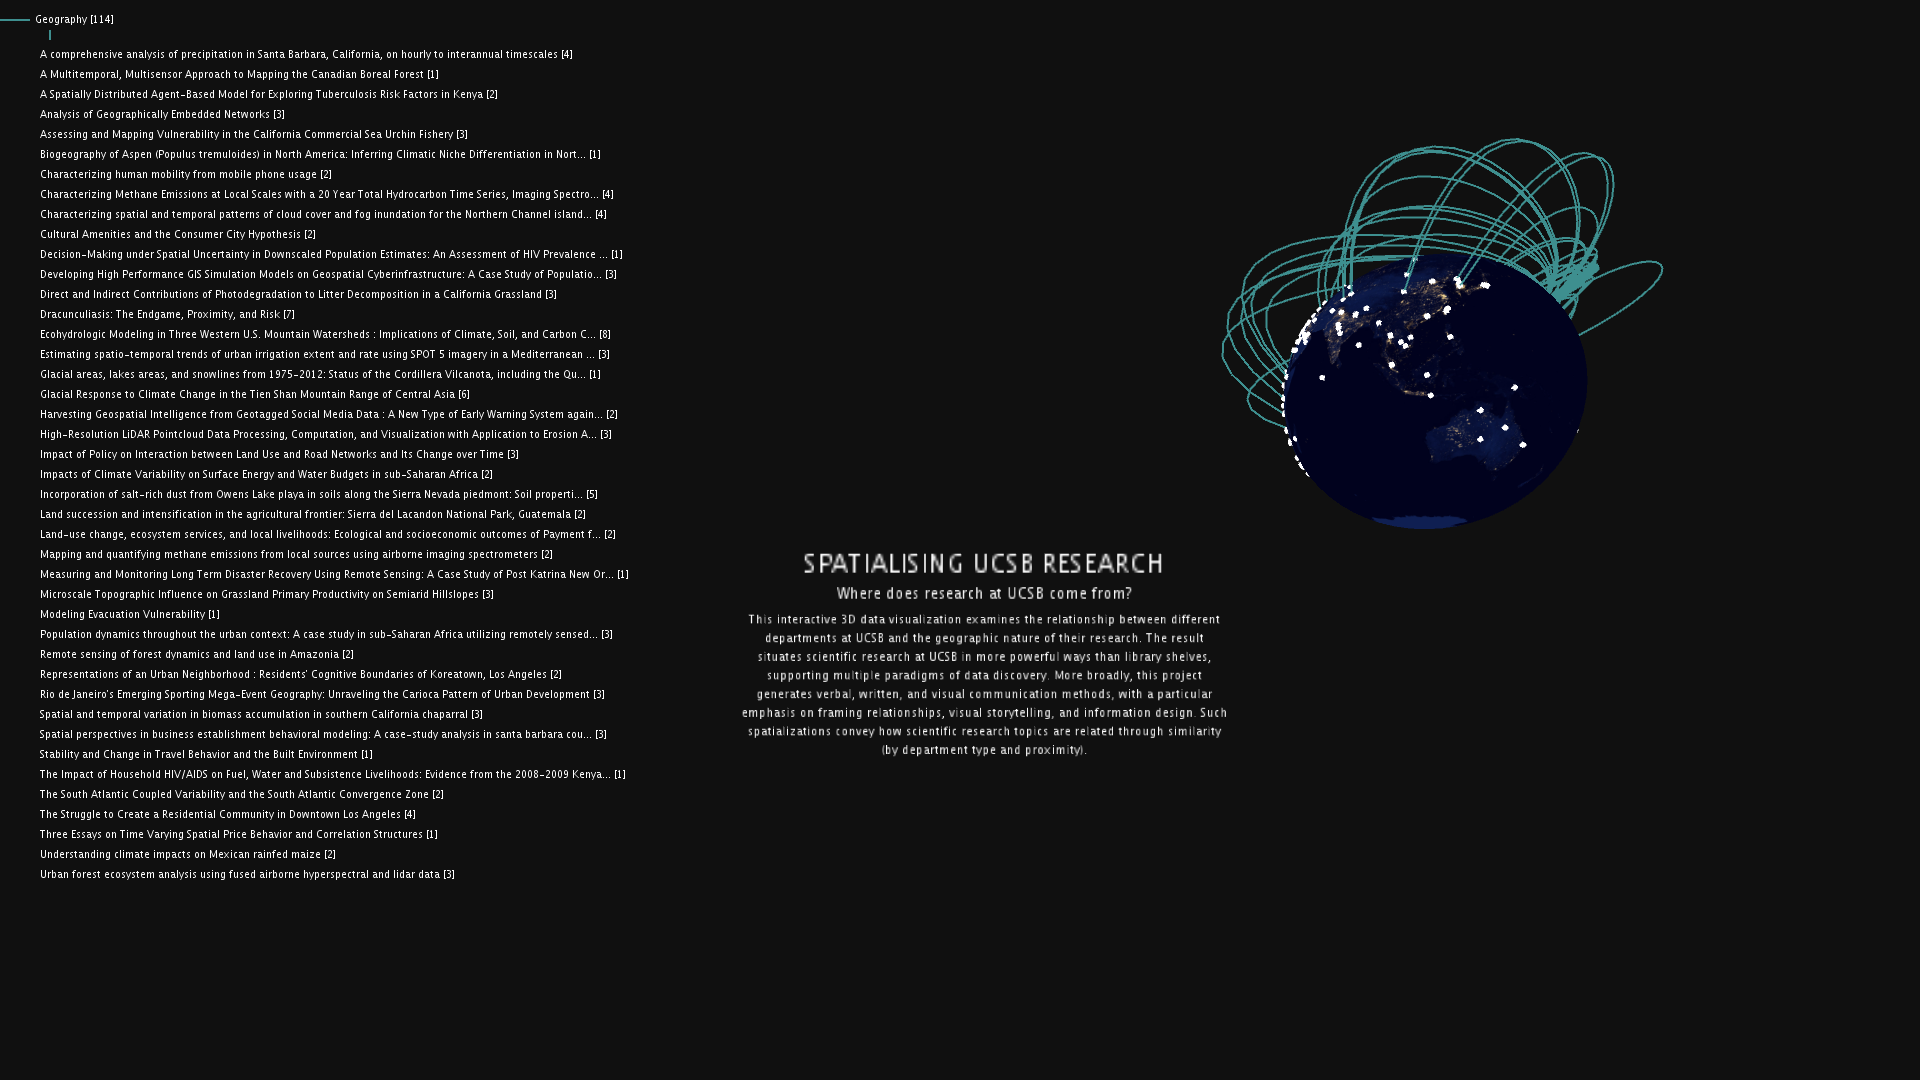 Geography [114]
A comprehensive analysis of precipitation in Santa Barbara, California, on hourly to interannual timescales [4]
A Multitemporal, Multisensor Approach to Mapping the Canadian Boreal Forest [1]
A Spatially Distributed Agent-Based Model for Exploring Tuberculosis Risk Factors in Kenya [2]
Analysis of Geographically Embedded Networks [3]
Assessing and Mapping Vulnerability in the California Commercial Sea Urchin Fishery [3]
Biogeography of Aspen (Populus tremuloides) in North America: Inferring Climatic Niche Differentiation in Nort... [1]
Characterizing human mobility from mobile phone usage [2]
Characterizing Methane Emissions at Local Scales with a 20 Year Total Hydrocarbon Time Series, Imaging Spectro... [4]
Characterizing spatial and temporal patterns of cloud cover and fog inundation for the Northern Channel island... [4]
Cultural Amenities and the Consumer City Hypothesis [2]
Decision-Making under Spatial Uncertainty in Downscaled Population Estimates: An Assessment of HIV Prevalence ... [1]
Developing High Performance GIS Simulation Models on Geospatial Cyberinfrastructure: A Case Study of Populatio... [3]
Direct and Indirect Contributions of Photodegradation to Litter Decomposition in a California Grassland [3]
Dracunculiasis: The Endgame, Proximity, and Risk [7]
Ecohydrologic Modeling in Three Western U.S. Mountain Watersheds : Implications of Climate, Soil, and Carbon C... [8]
Estimating spatio-temporal trends of urban irrigation extent and rate using SPOT 5 imagery in a Mediterranean ... [3]
Glacial areas, lakes areas, and snowlines from 1975-2012: Status of the Cordillera Vilcanota, including the Qu... [1]
Glacial Response to Climate Change in the Tien Shan Mountain Range of Central Asia [6]
Harvesting Geospatial Intelligence from Geotagged Social Media Data : A New Type of Early Warning System again... [2]
High-Resolution LiDAR Pointcloud Data Processing, Computation, and Visualization with Application to Erosion A... [3]
Impact of Policy on Interaction between Land Use and Road Networks and Its Change over Time [3]
Impacts of Climate Variability on Surface Energy and Water Budgets in sub-Saharan Africa [2]
Incorporation of salt-rich dust from Owens Lake playa in soils along the Sierra Nevada piedmont: Soil properti... [5]
Land succession and intensification in the agricultural frontier: Sierra del Lacandon National Park, Guatemala [2]
Land-use change, ecosystem services, and local livelihoods: Ecological and socioeconomic outcomes of Payment f... [2]
Mapping and quantifying methane emissions from local sources using airborne imaging spectrometers [2]
Measuring and Monitoring Long Term Disaster Recovery Using Remote Sensing: A Case Study of Post Katrina New Or... [1]
Microscale Topographic Influence on Grassland Primary Productivity on Semiarid Hillslopes [3]
Modeling Evacuation Vulnerability [1]
Population dynamics throughout the urban context: A case study in sub-Saharan Africa utilizing remotely sensed... [3]
Remote sensing of forest dynamics and land use in Amazonia [2]
Representations of an Urban Neighborhood : Residents' Cognitive Boundaries of Koreatown, Los Angeles [2]
Rio de Janeiro's Emerging Sporting Mega-Event Geography: Unraveling the Carioca Pattern of Urban Development [3]
Spatial and temporal variation in biomass accumulation in southern California chaparral [3]
Spatial perspectives in business establishment behavioral modeling: A case-study analysis in santa barbara cou... [3]
Stability and Change in Travel Behavior and the Built Environment [1]
The Impact of Household HIV/AIDS on Fuel, Water and Subsistence Livelihoods: Evidence from the 2008-2009 Kenya... [1]
The South Atlantic Coupled Variability and the South Atlantic Convergence Zone [2]
The Struggle to Create a Residential Community in Downtown Los Angeles [4]
Three Essays on Time Varying Spatial Price Behavior and Correlation Structures [1]
Understanding climate impacts on Mexican rainfed maize [2]
Urban forest ecosystem analysis using fused airborne hyperspectral and lidar data [3]
SPATIALISING UCSB RESEARCH
Where does research at UCSB come from?
This interactive 3D data visualization examines the relationship between different
departments at UCSB and the geographic nature of their research. The result
situates scientific research at UCSB in more powerful ways than library shelves,
supporting multiple paradigms of data discovery. More broadly, this project
generates verbal, written, and visual communication methods, with a particular
emphasis on framing relationships, visual storytelling, and information design. Such
spatializations convey how scientific research topics are related through similarity
(by department type and proximity).